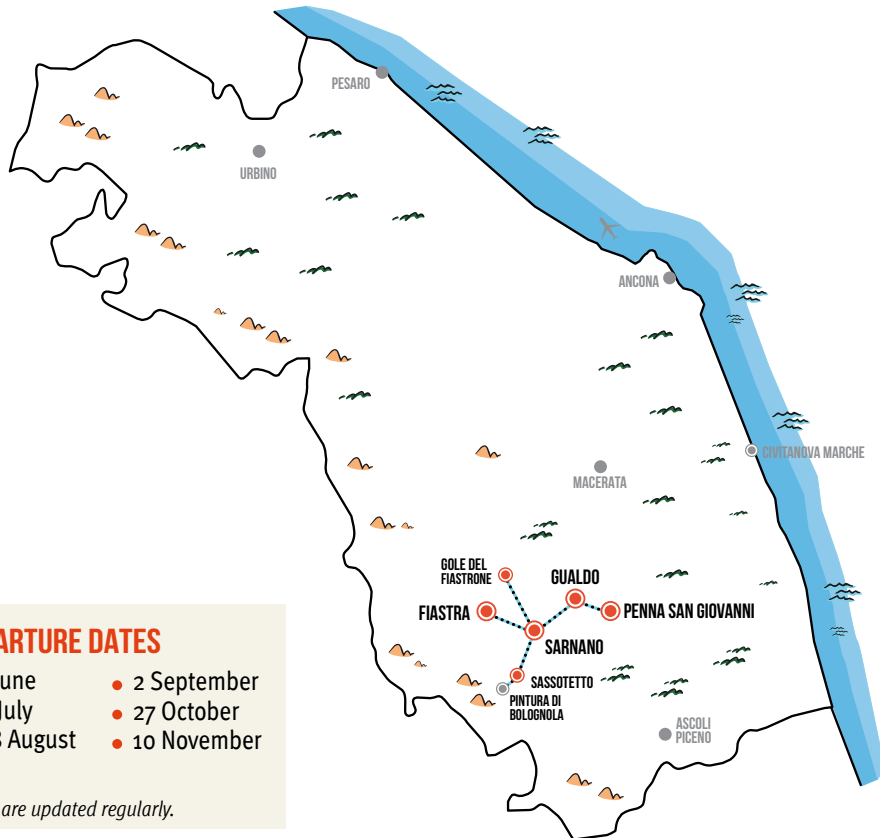 PESARO
URBINO
ANCONA
CIVITANOVA MARCHE
MACERATA
GOLE DEL
FIASTRONE
GUALDO
FIASTRA
PENNA SAN GIOVANNI
SARNANO
SASSOTETTO
PINTURA DI
BOLOGNOLA
ASCOLI
PICENO
ARTURE DATES
une
July
August
2 September
27 October
10 November
are updated regularly.